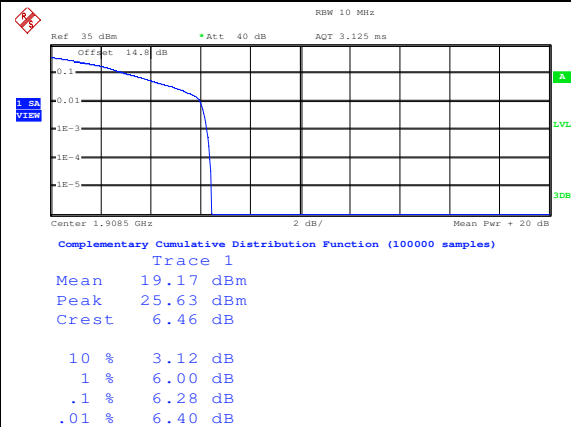 RBW 10 MHz
Ref 35 dBm *Att 40 dB AQT 3.125 ms
Offset 14.8 dB
0.1
A
1 SA
VIEW
0.01
1E-3
LVL
1E-4
1E-5
3DB
Center 1.9085 GHz 2 dB/ Mean Pwr + 20 dB
Complementary Cumulative Distribution Function (100000 samples)
Trace 1
Mean 19.17 dBm
Peak 25.63 dBm
Crest 6.46 dB
10 % 3.12 dB
1 % 6.00 dB
.1 % 6.28 dB
.01 % 6.40 dB